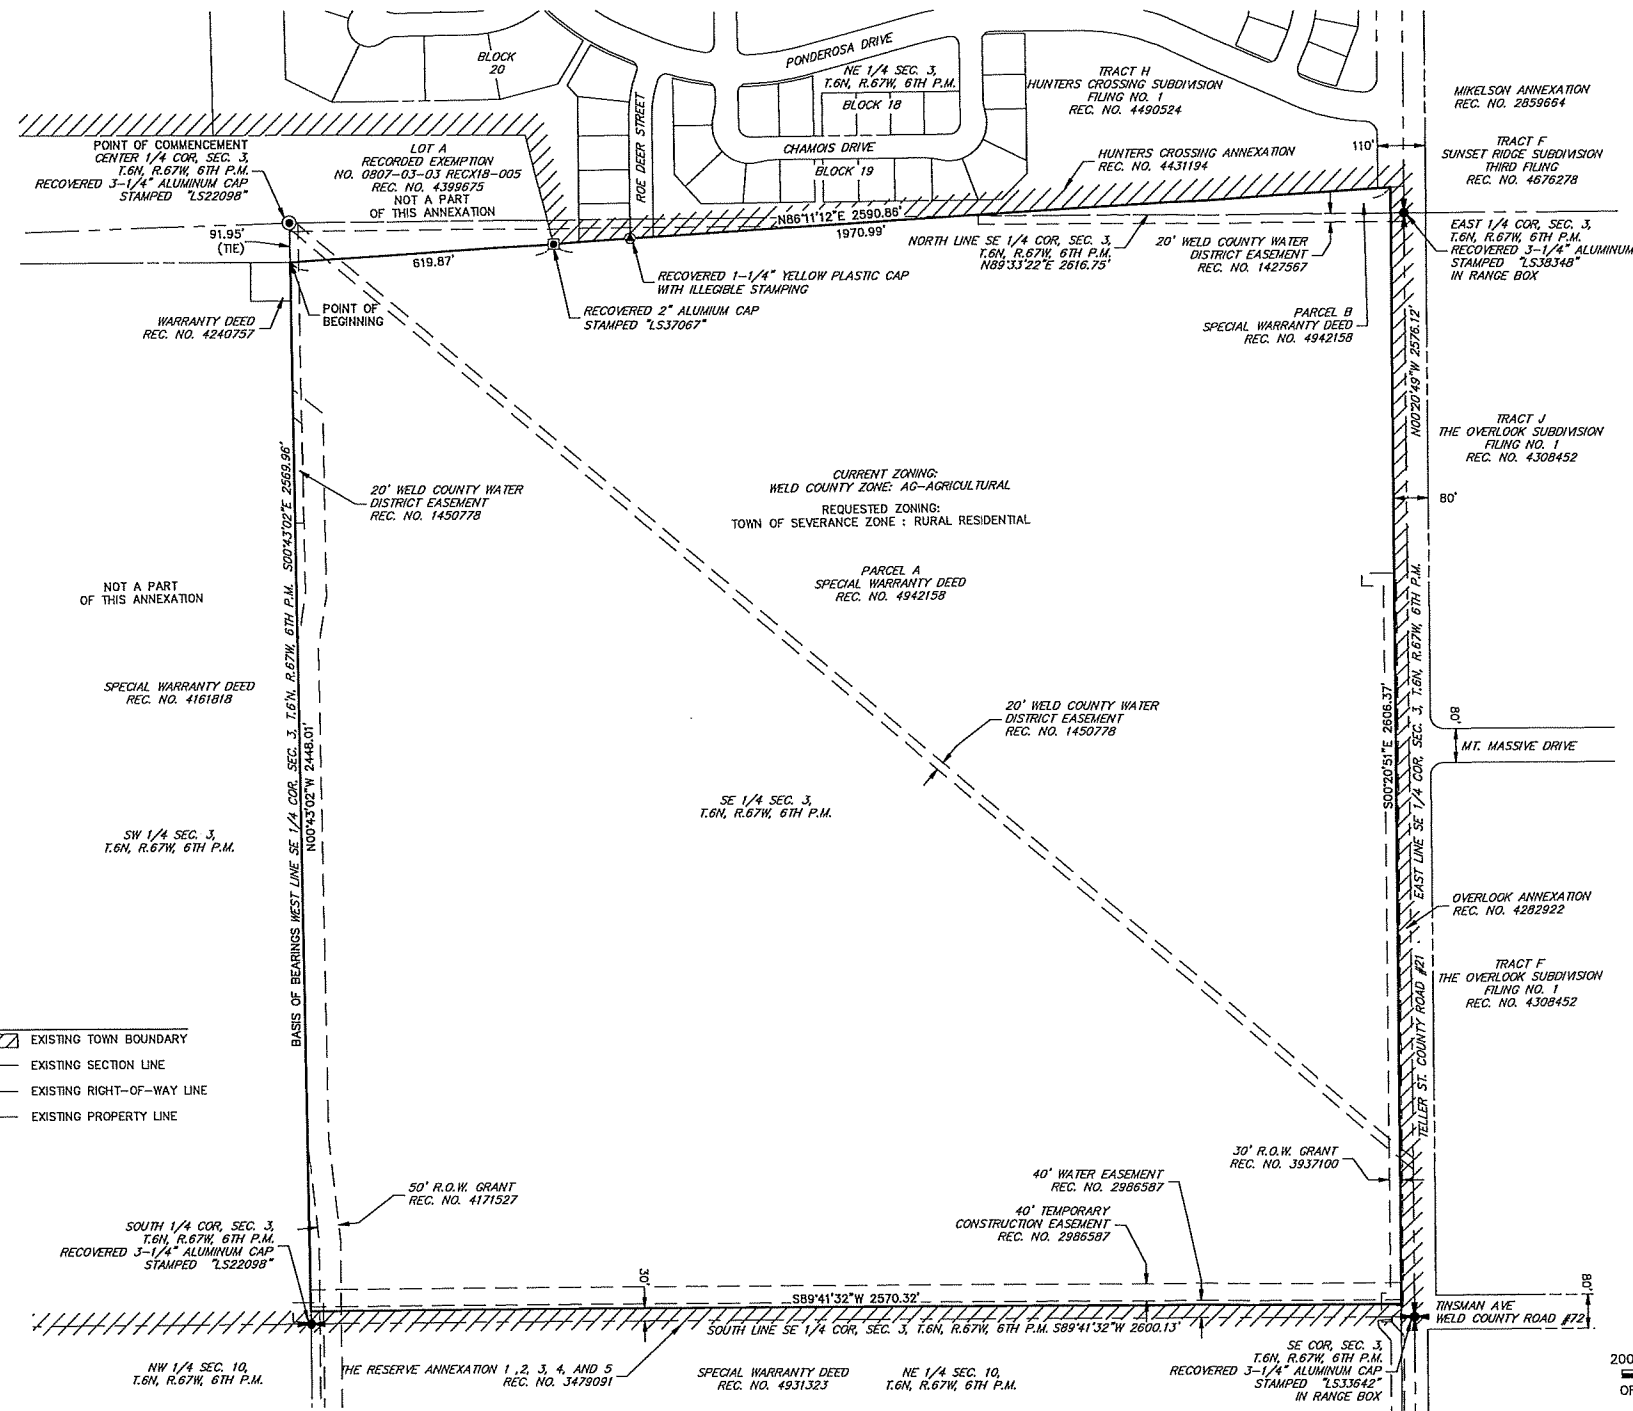 BLOCK
20
PONDEROSA DRIVE
NE 1/4 SEC. 3,
T.6N, R.67W, 6TH P.M.
BLOCK 18
CHAMOIS DRIVE
BLOCK 19
ROE DEER STREET
TRACT H
HUNTERS CROSSING SUBDIVISION
FILING NO. 1
REC. NO. 4490524
MIKELSON ANNEXATION
REC. NO. 2859664
110'
TRACT F
SUNSET RIDGE SUBDIVISION
THIRD FILING
REC. NO. 4676278
HUNTERS CROSSING ANNEXATION
REC. NO. 4431194
POINT OF COMMENCEMENT
CENTER 1/4 COR, SEC. 3,
T.6N, R.67W, 6TH P.M.
RECOVERED 3-1/4" ALUMINUM CAP
STAMPED "LS22098"
LOT A
RECORDED EXEMPTION
NO. 0807-03-03 RECX18-005
REC. NO. 4399675
NOT A PART
OF THIS ANNEXATION
91.95'
(TIE)
619.87'
N86°11'12"E 2590.86'
1970.99'
NORTH LINE SE 1/4 COR, SEC. 3,
T.6N, R.67W, 6TH P.M.
N89°33'22"E 2616.75'
20' WELD COUNTY WATER
DISTRICT EASEMENT
REC. NO. 1427567
EAST 1/4 COR, SEC. 3,
T.6N, R.67W, 6TH P.M.
RECOVERED 3-1/4" ALUMINUM
STAMPED "LS38348"
IN RANGE BOX
RECOVERED 1-1/4" YELLOW PLASTIC CAP
WITH ILLEGIBLE STAMPING
RECOVERED 2" ALUMIUM CAP
STAMPED "LS37067"
POINT OF
BEGINNING
WARRANTY DEED
REC. NO. 4240757
PARCEL B
SPECIAL WARRANTY DEED
REC. NO. 4942158
N00°20'49"W 2576.12'
TRACT J
THE OVERLOOK SUBDIVISION
FILING NO. 1
REC. NO. 4308452
80'
20' WELD COUNTY WATER
DISTRICT EASEMENT
REC. NO. 1450778
CURRENT ZONING:
WELD COUNTY ZONE: AG-AGRICULTURAL
REQUESTED ZONING:
TOWN OF SEVERANCE ZONE : RURAL RESIDENTIAL
PARCEL A
SPECIAL WARRANTY DEED
REC. NO. 4942158
NOT A PART
OF THIS ANNEXATION
SPECIAL WARRANTY DEED
REC. NO. 4161818
BASIS OF BEARINGS WEST LINE SE 1/4 COR, SEC. 3, T.6'N, R.67W, 6TH P.M. S00°43'02"E 2569.96'
N00°43'02"W 2448.01'
20' WELD COUNTY WATER
DISTRICT EASEMENT
REC. NO. 1450778
S00°20'51"E 2606.37'
TELLER ST. COUNTY ROAD #21
EAST LINE SE 1/4 COR, SEC. 3, T.6N, R.67W, 6TH P.M.
80'
MT. MASSIVE DRIVE
SE 1/4 SEC. 3,
T.6N, R.67W, 6TH P.M.
SW 1/4 SEC. 3,
T.6N, R.67W, 6TH P.M.
OVERLOOK ANNEXATION
REC. NO. 4282922
TRACT F
THE OVERLOOK SUBDIVISION
FILING NO. 1
REC. NO. 4308452
EXISTING TOWN BOUNDARY
EXISTING SECTION LINE
EXISTING RIGHT-OF-WAY LINE
EXISTING PROPERTY LINE
50' R.O.W. GRANT
REC. NO. 4171527
40' WATER EASEMENT
REC. NO. 2986587
30' R.O.W. GRANT
REC. NO. 3937100
40' TEMPORARY
CONSTRUCTION EASEMENT
REC. NO. 2986587
SOUTH 1/4 COR, SEC. 3,
T.6N, R.67W, 6TH P.M.
RECOVERED 3-1/4" ALUMINUM CAP
STAMPED "LS22098"
30'
S89°41'32"W 2570.32'
SOUTH LINE SE 1/4 COR, SEC. 3, T.6N, R.67W, 6TH P.M. S89°41'32"W 2600.13'
80'
TINSMAN AVE
WELD COUNTY ROAD #72
NW 1/4 SEC. 10,
T.6N, R.67W, 6TH P.M.
THE RESERVE ANNEXATION 1 ,2, 3, 4, AND 5
REC. NO. 3479091
SPECIAL WARRANTY DEED
REC. NO. 4931323
NE 1/4 SEC. 10,
T.6N, R.67W, 6TH P.M.
SE COR, SEC. 3,
T.6N, R.67W, 6TH P.M.
RECOVERED 3-1/4" ALUMINUM CAP
STAMPED "LS33642"
IN RANGE BOX
200